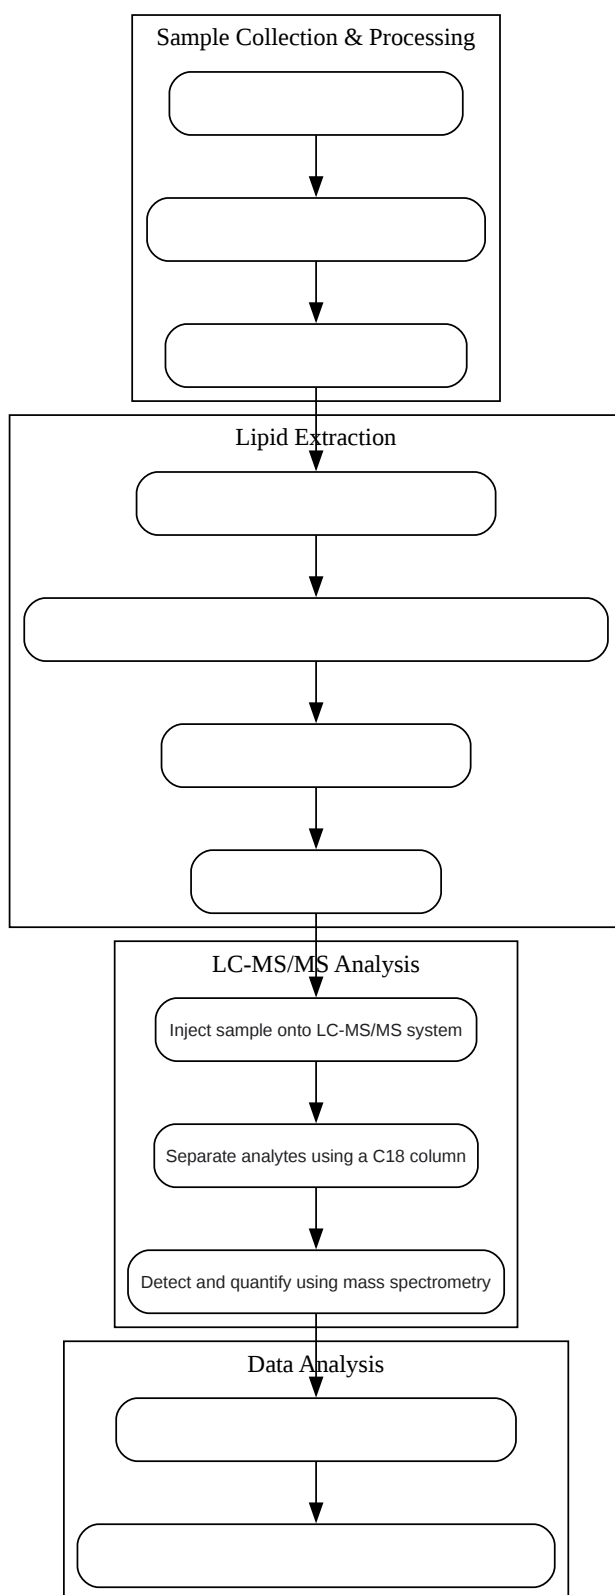 Sample Collection & Processing
Lipid Extraction
LC-MS/MS Analysis
Inject sample onto LC-MS/MS system
Separate analytes using a C18 column
Detect and quantify using mass spectrometry
Data Analysis